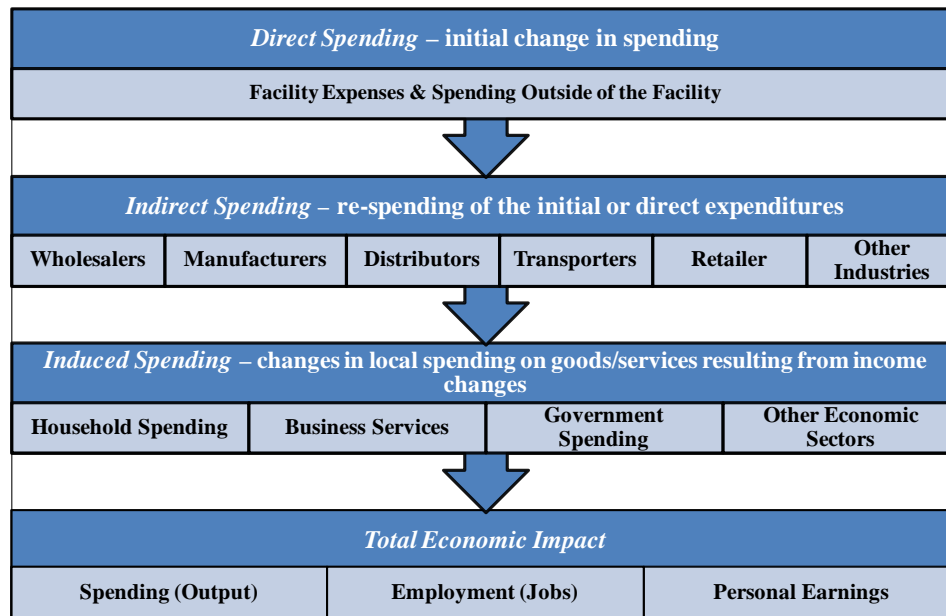 Direct Spending – initial change in spending
Facility Expenses & Spending Outside of the Facility
Indirect Spending – re-spending of the initial or direct expenditures
Wholesalers
Manufacturers
Distributors
Transporters
Retailer
Other
Industries
Induced Spending – changes in local spending on goods/services resulting from income
changes
Household Spending
Business Services
Government
Spending
Other Economic
Sectors
Total Economic Impact
Spending (Output)
Employment (Jobs)
Personal Earnings